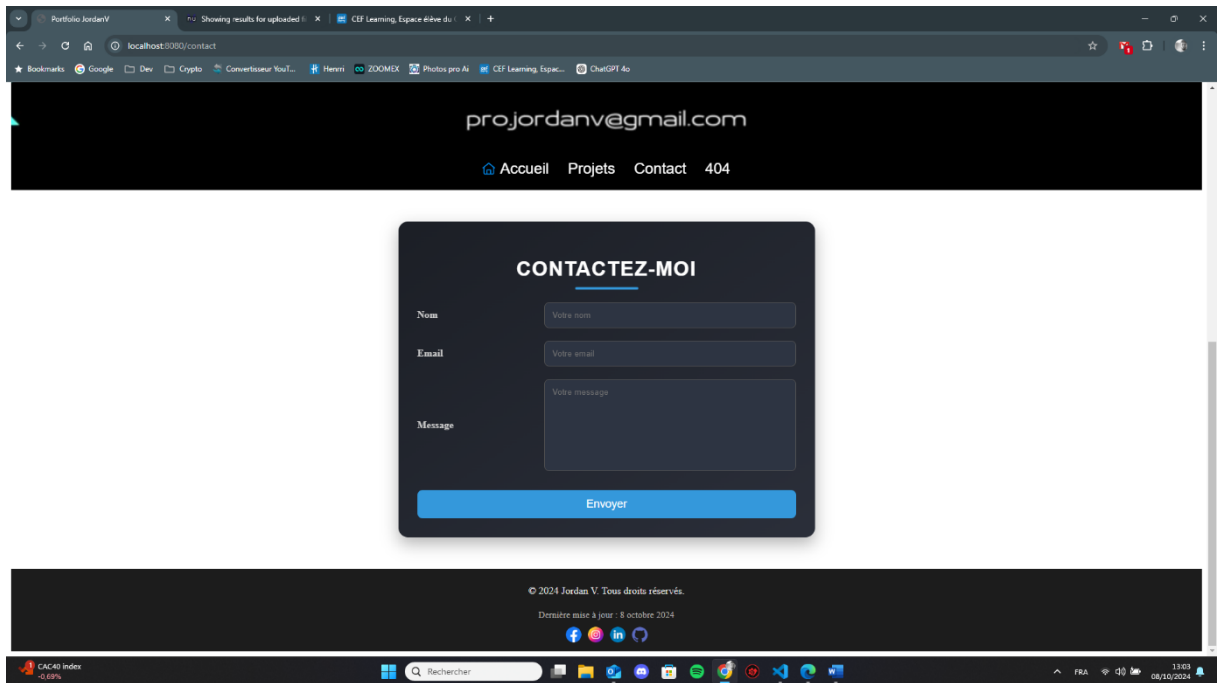 Portfolio JordanV
Showing results for uploaded fi
CEF Learning, Espace élève du C
localhost:8080/contact
Bookmarks Google Dev Crypto Convertisseur YouT... Henrri ZOOMEX Photos pro Ai CEF Learning, Espac... ChatGPT 4o
pro.jordanv@gmail.com
Accueil Projets Contact 404
CONTACTEZ-MOI
Nom
Votre nom
Email
Votre email
Message
Votre message
Envoyer
© 2024 Jordan V. Tous droits réservés.
Dernière mise à jour : 8 octobre 2024
CAC40 index
-0,69%
Rechercher
FRA
13:03
08/10/2024